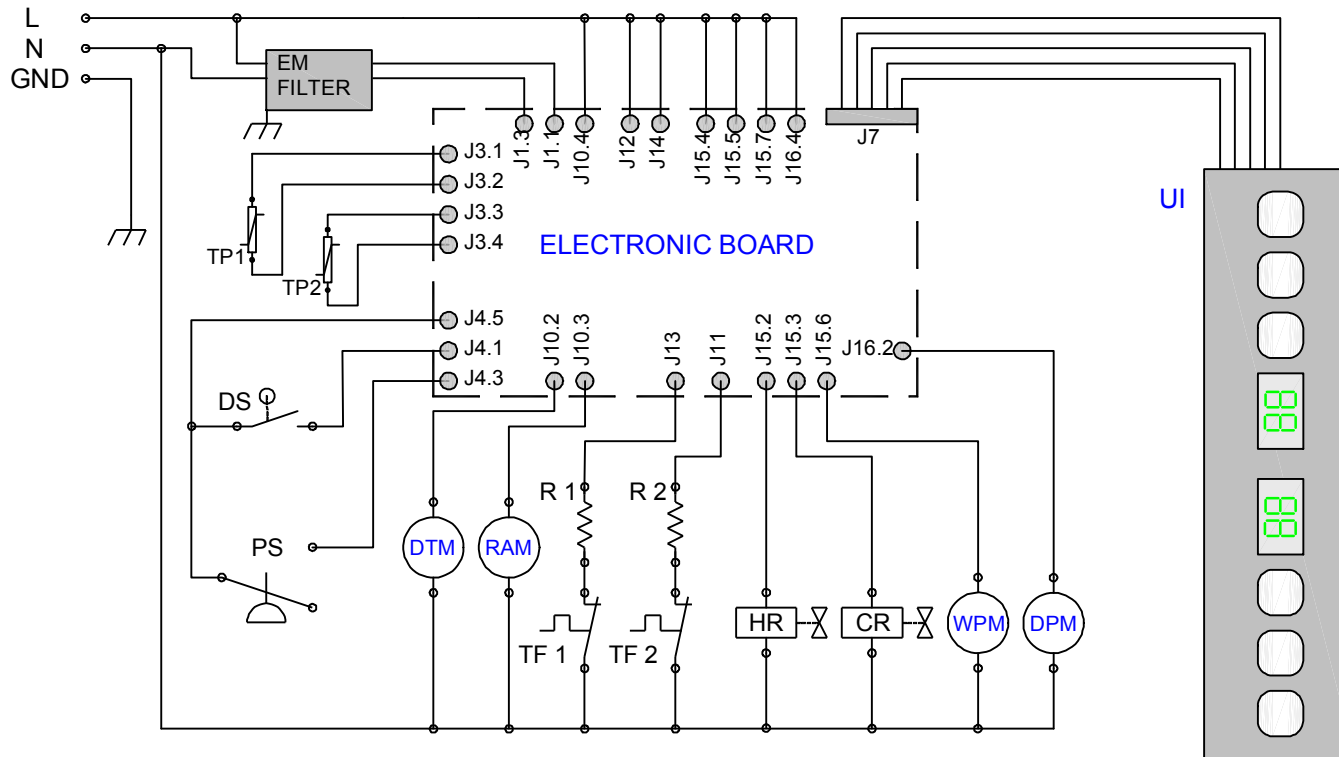 L
N
GND
EM
FILTER
J1.3
J1.1
J10.4
J12
J14
J15.4
J15.5
J15.7
J16.4
J7
J3.1
J3.2
J3.3
J3.4
TP1
TP2
UI
ELECTRONIC BOARD
J4.5
J4.1
J4.3
J10.2
J10.3
J13
J11
J15.2
J15.3
J15.6
J16.2
DS
88
R 1
R 2
88
PS
DTM
RAM
HR
CR
WPM
DPM
TF 1
TF 2